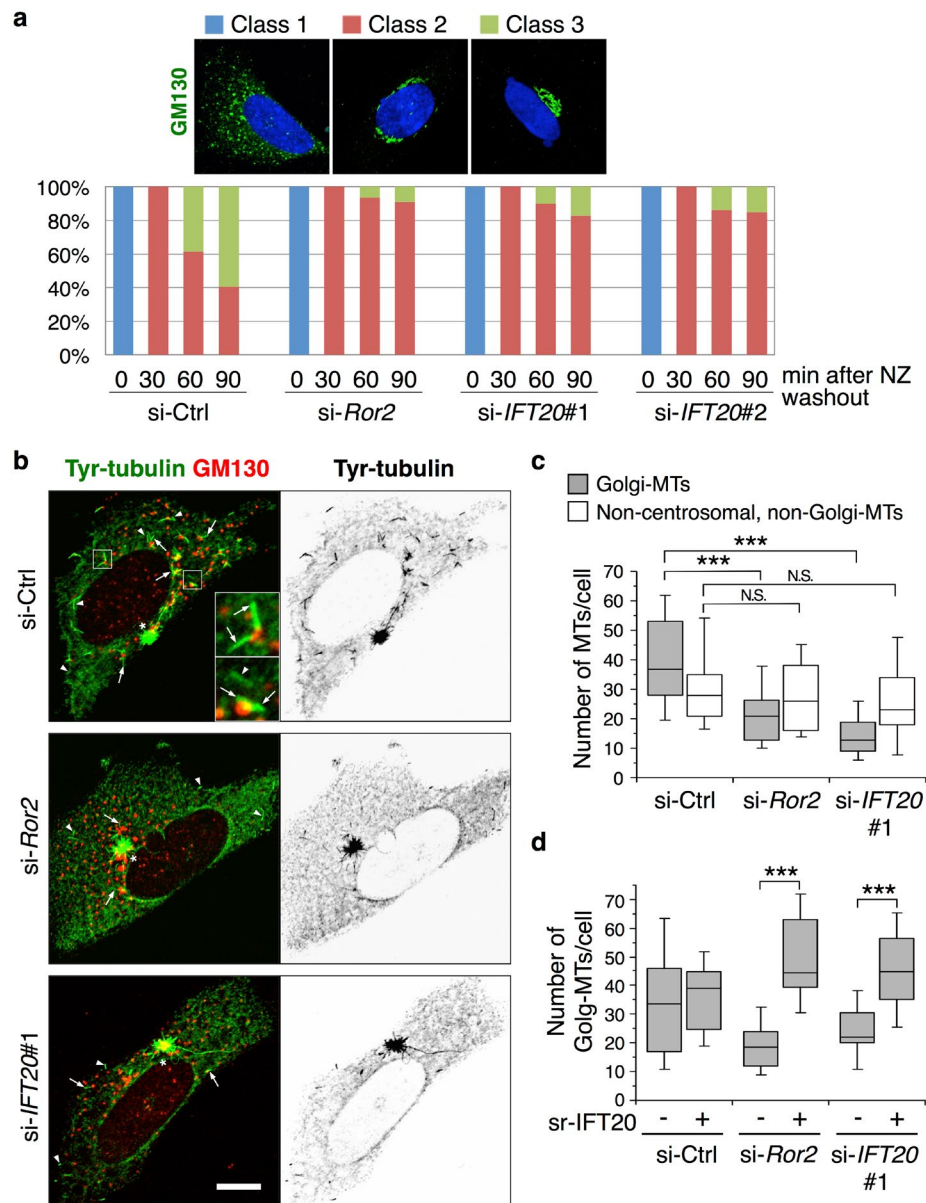 a
Class 1 Class 2 Class 3
GM130
100%
80%
60%
40%
20%
0%
0 30 60 90 0 30 60 90 0 30 60 90 0 30 60 90 min after NZ
washout
si-Ctrl si-Ror2 si-IFT20#1 si-IFT20#2
b
Tyr-tubulin GM130 Tyr-tubulin
si-Ctrl
*
si-Ror2
*
si-IFT20#1
*
c
Golgi-MTs
Non-centrosomal, non-Golgi-MTs
***
***
N.S.
N.S.
Number of MTs/cell
70
60
50
40
30
20
10
0
si-Ctrl si-Ror2 si-IFT20
#1
d
*** ***
Number of
Golg-MTs/cell
70
60
50
40
30
20
10
0
sr-IFT20 - + - + - +
si-Ctrl si-Ror2 si-IFT20
#1